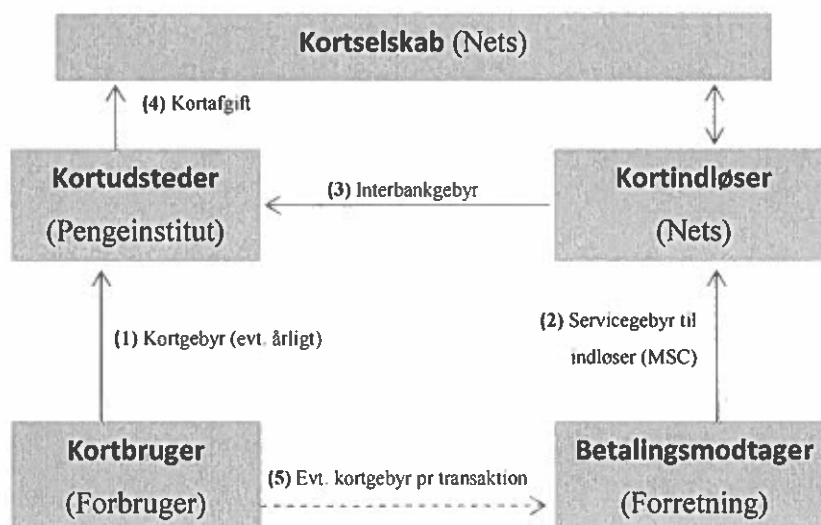 Kortselskab (Nets)
(4) Kortafgift
Kortudsteder
(Pengeinstitut)
(3) Interbankgebyr
Kortindløser
(Nets)
(1) Kortgebyr (evt. årligt)
(2) Servicegebyr til
indløser (MSC)
Kortbruger
(Forbruger)
(5) Evt. kortgebyr pr transaktion
Betalingsmodtager
(Forretning)